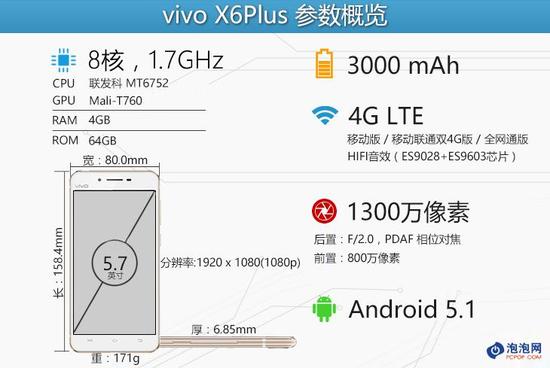 vivo X6Plus 参数概览
8核，1.7GHz
CPU 联发科 MT6752
GPU Mali-T760
RAM 4GB
ROM 64GB
宽：80.0mm
vivo
长：158.4mm
5.7
英寸
分辨率:1920 x 1080(1080p)
厚：6.85mm
重：171g
3000 mAh
4G LTE
移动版 / 移动联通双4G版 / 全网通版
HIFI音效（ES9028+ES9603芯片）
1300万像素
后置：F/2.0，PDAF 相位对焦
前置：800万像素
Android 5.1
泡泡网
PCPOP.COM